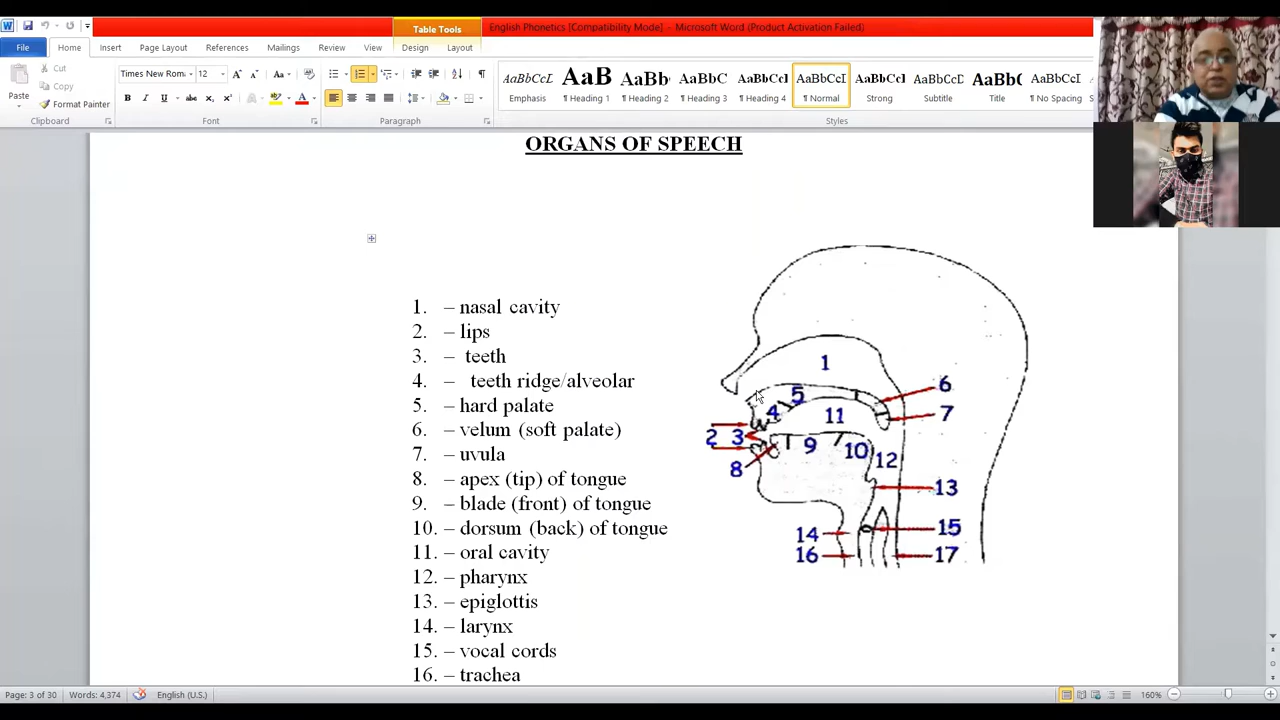 Table Tools
English Phonetics [Compatibility Mode] - Microsoft Word (Product Activation Failed)
File Home Insert Page Layout References Mailings Review View Design Layout
Cut
Copy
Format Painter
Paste
Clipboard
Times New Rom 12
Font
Paragraph
AaBbCcD AaB AaBb AaBbC AaBbCcI AaBbCcI AaBbCcD AaBbCcD AaBb AaBbCcD
Emphasis ¶ Heading 1 ¶ Heading 2 ¶ Heading 3 ¶ Heading 4 ¶ Normal Strong Subtitle Title ¶ No Spacing
Styles
ORGANS OF SPEECH
1. – nasal cavity
2. – lips
3. – teeth
4. – teeth ridge/alveolar
5. – hard palate
6. – velum (soft palate)
7. – uvula
8. – apex (tip) of tongue
9. – blade (front) of tongue
10. – dorsum (back) of tongue
11. – oral cavity
12. – pharynx
13. – epiglottis
14. – larynx
15. – vocal cords
16. – trachea
1
6
5
4 11 7
2 3 9 10 12
8
13
14 15
16 17
Page: 3 of 30 Words: 4,374 English (U.S.) 160%